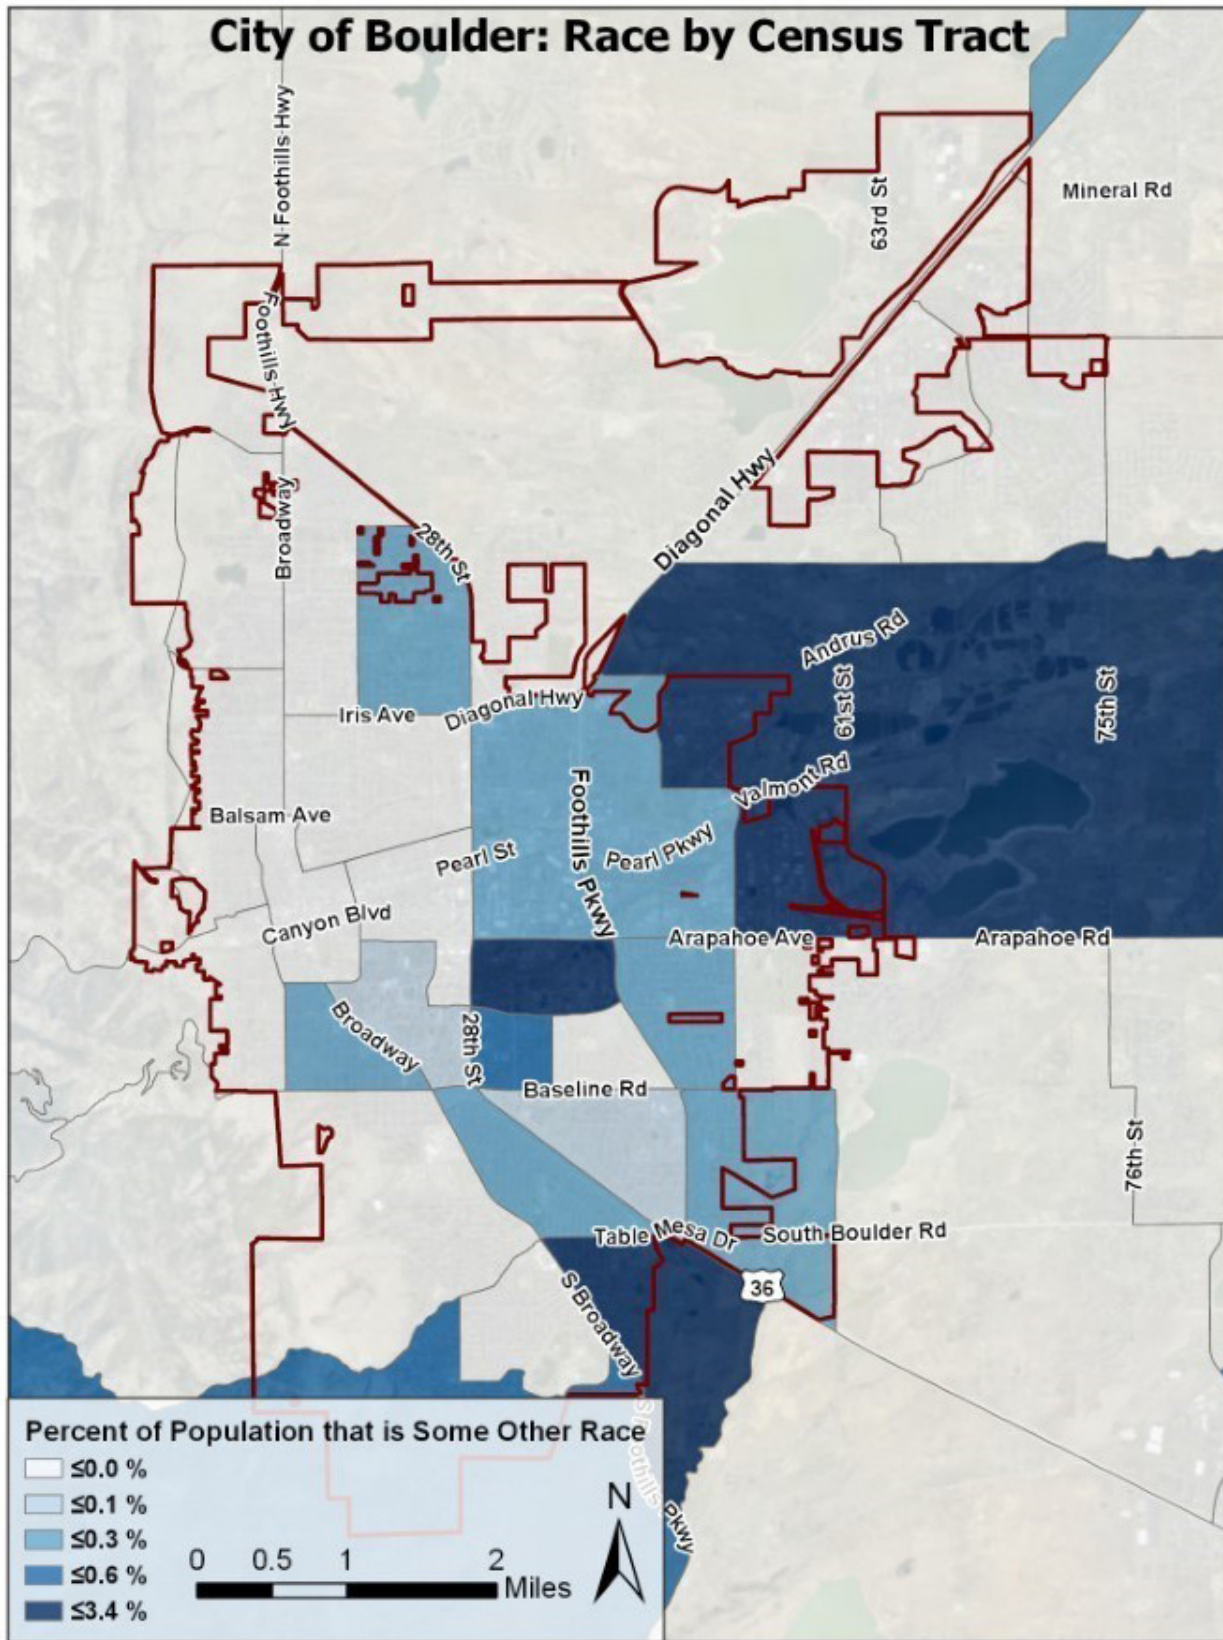 City of Boulder: Race by Census Tract
N Foothills Hwy
63rd St
Mineral Rd
Foothills Hwy
Broadway
28th St
Diagonal Hwy
Andrus Rd
61st St
75th St
Iris Ave
Diagonal Hwy
Valmont Rd
Balsam Ave
Foothills Pkwy
Pearl St
Pearl Pkwy
Canyon Blvd
Arapahoe Ave
Arapahoe Rd
Broadway
28th St
Baseline Rd
76th St
Table Mesa Dr
South Boulder Rd
36
S Broadway
S Foothills Pkwy
Percent of Population that is Some Other Race
≤0.0 %
≤0.1 %
≤0.3 %
≤0.6 %
≤3.4 %
0 0.5 1 2
Miles
N